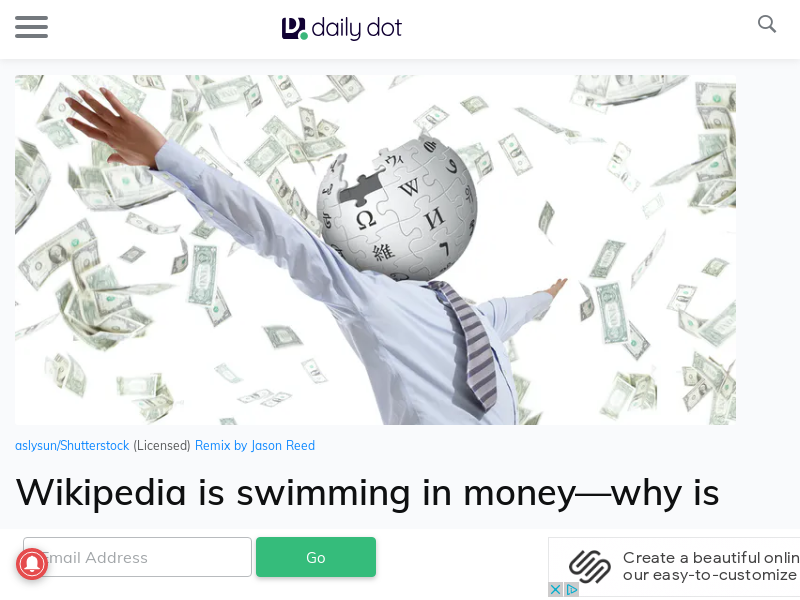 daily dot
Ω
W
И
維
aslysun/Shutterstock (Licensed) Remix by Jason Reed
Wikipedia is swimming in money—why is
Email Address
Go
Create a beautiful onlin
our easy-to-customize